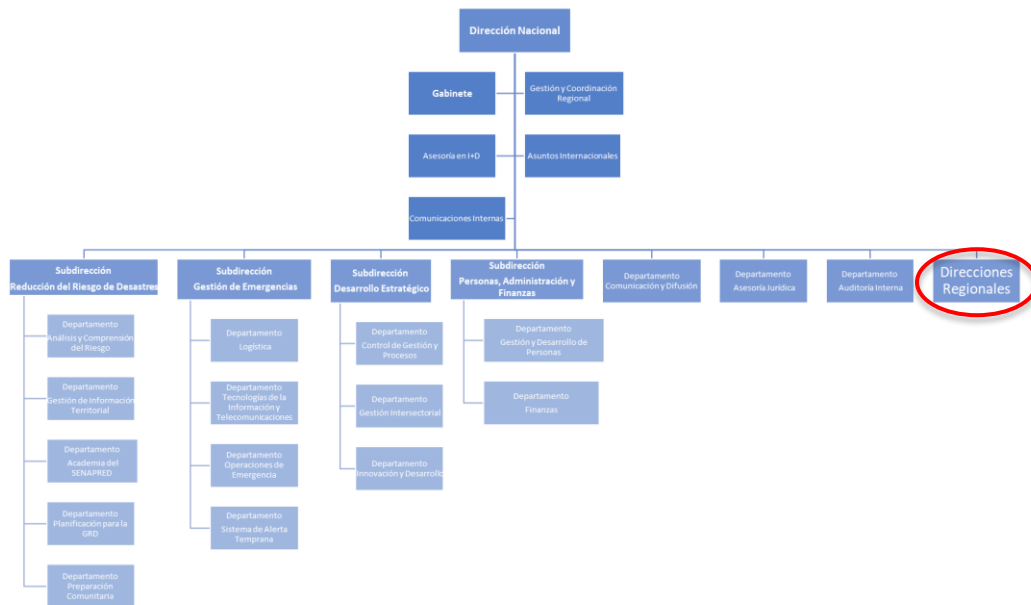 Dirección Nacional
Gabinete
Gestión y Coordinación
Regional
Asesoría en I+D
Asuntos Internacionales
Comunicaciones Internas
Subdirección
Reducción del Riesgo de Desastres
Departamento
Análisis y Comprensión
del Riesgo
Departamento
Gestión de Información
Territorial
Departamento
Academia del
SENAPRED
Departamento
Planificación para la
GRD
Departamento
Preparación
Comunitaria
Subdirección
Gestión de Emergencias
Departamento
Logística
Departamento
Tecnologías de la
Información y
Telecomunicaciones
Departamento
Operaciones de
Emergencia
Departamento
Sistema de Alerta
Temprana
Subdirección
Desarrollo Estratégico
Departamento
Control de Gestión y
Procesos
Departamento
Gestión Intersectorial
Departamento
Innovación y Desarrollo
Subdirección
Personas, Administración y
Finanzas
Departamento
Gestión y Desarrollo de
Personas
Departamento
Finanzas
Departamento
Comunicación y Difusión
Departamento
Asesoría Jurídica
Departamento
Auditoría Interna
Direcciones
Regionales